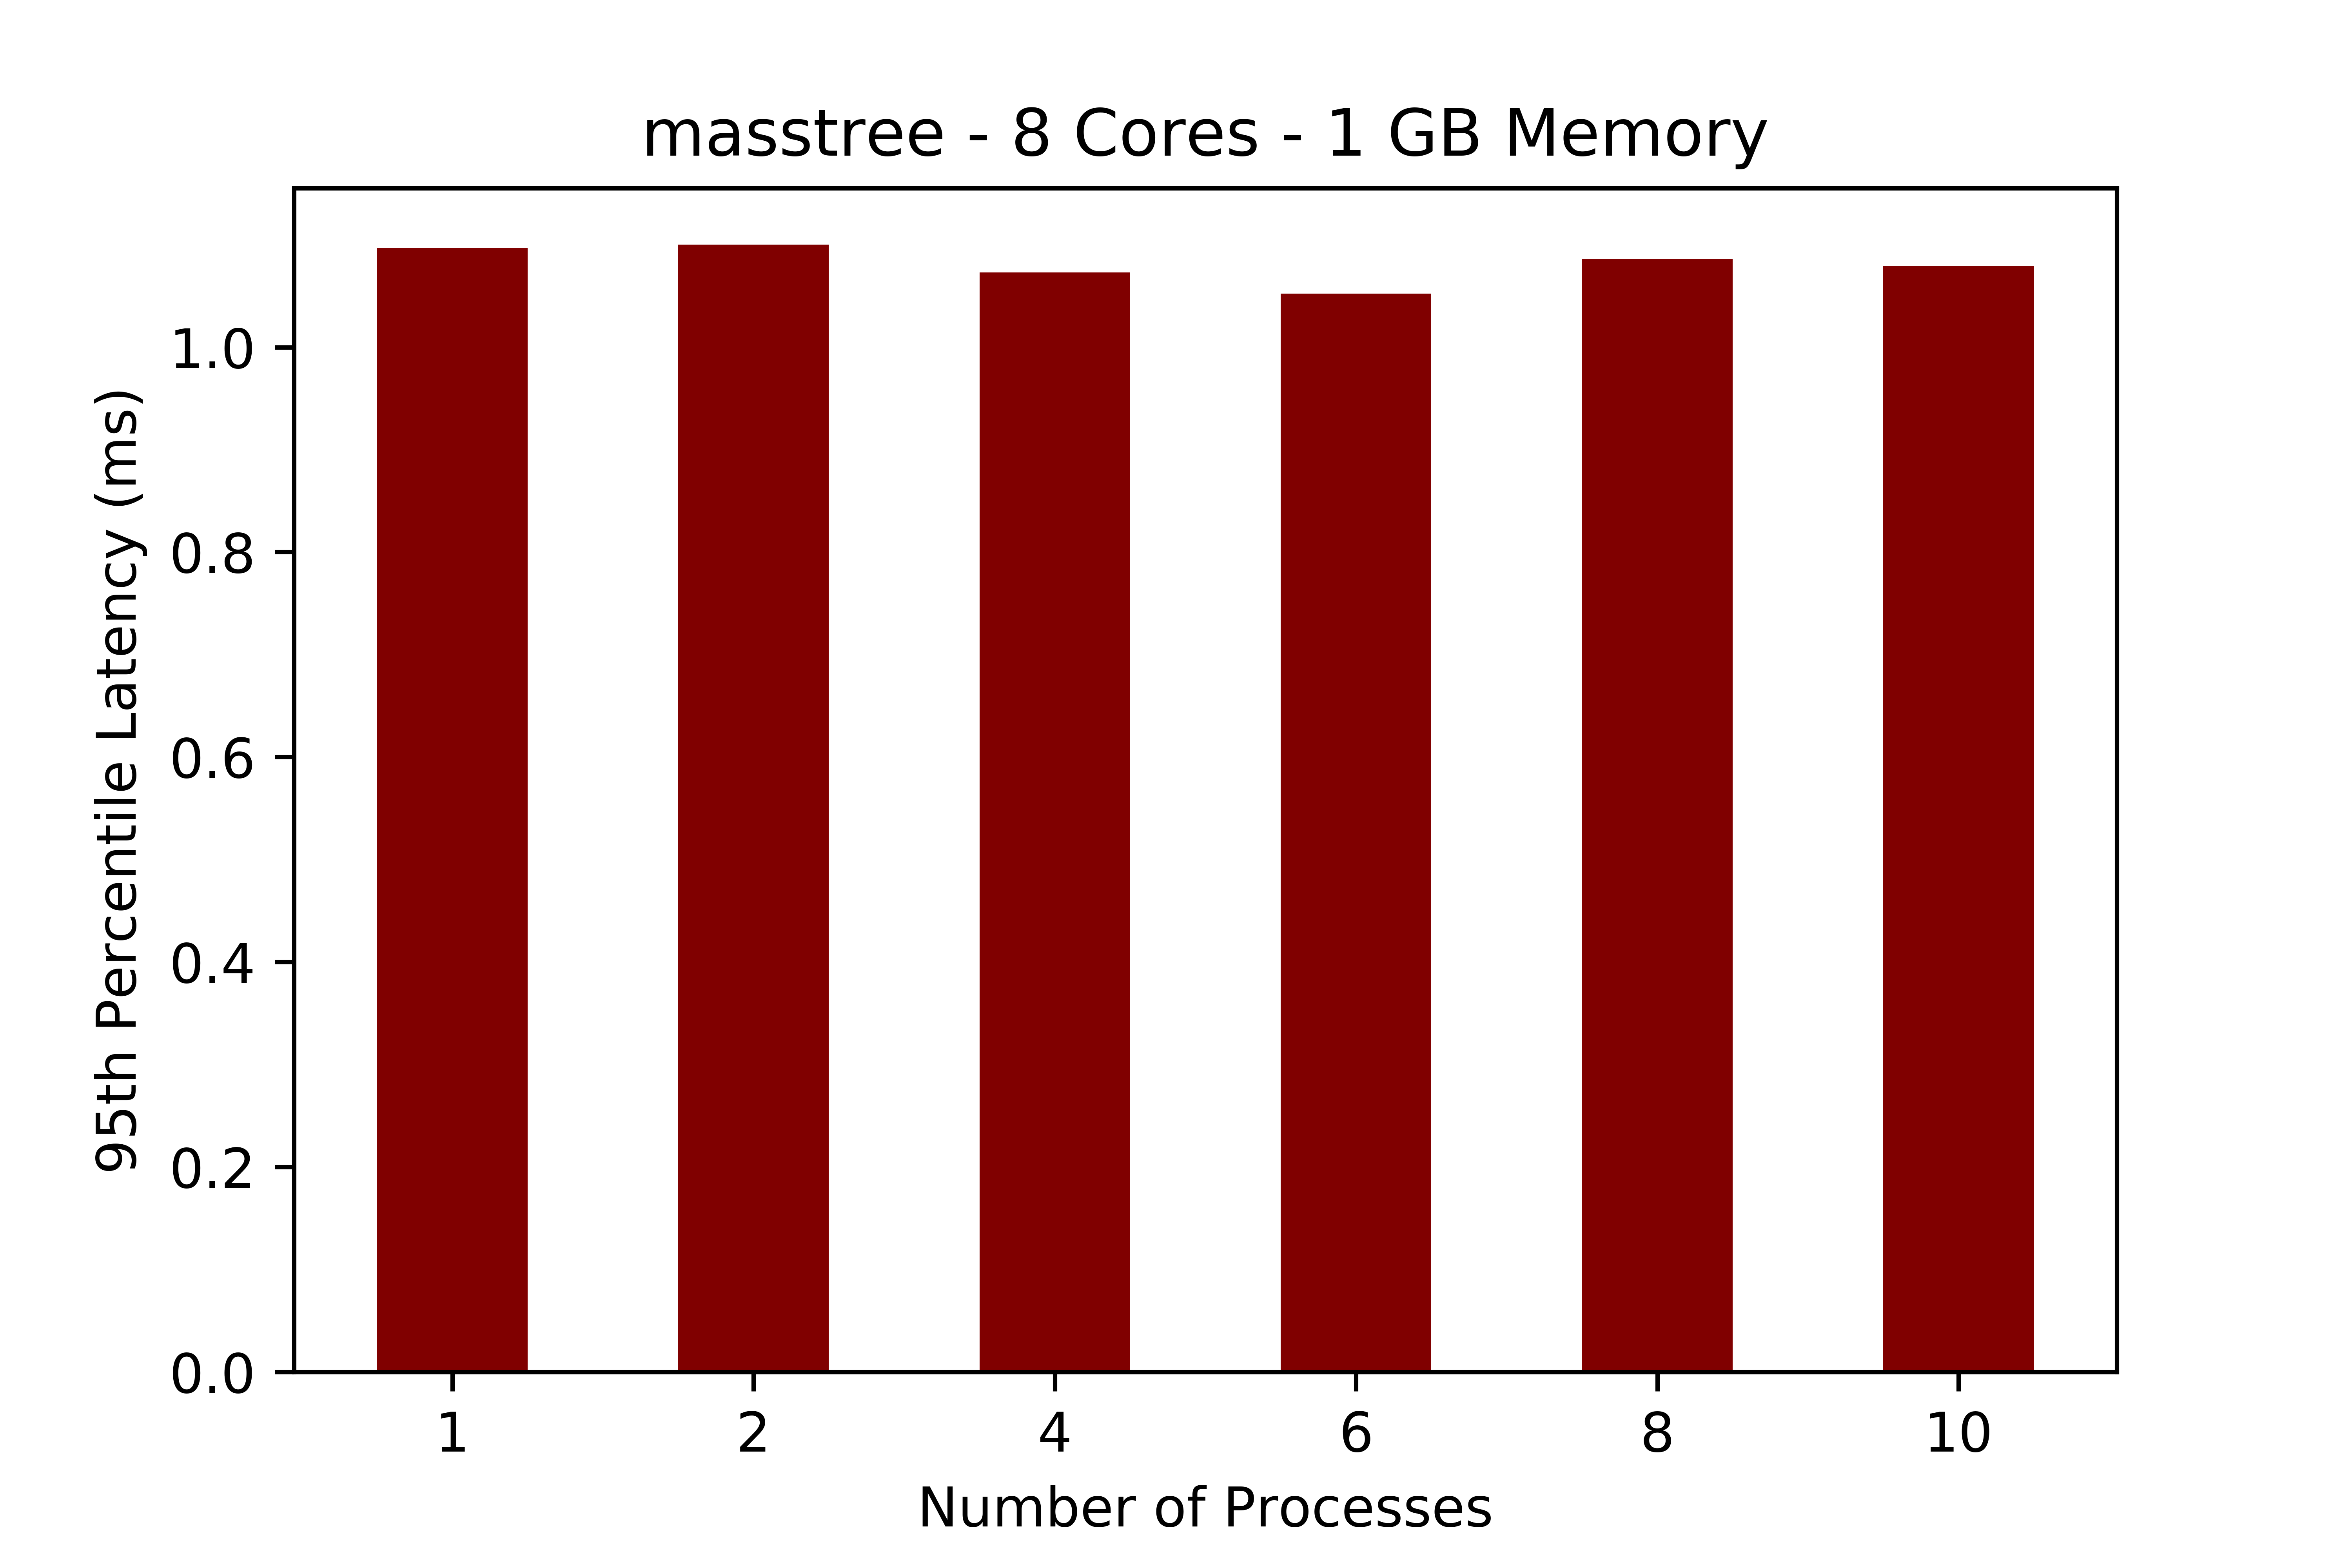 masstree - 8 Cores - 1 GB Memory
95th Percentile Latency (ms)
1.0
0.8
0.6
0.4
0.2
0.0
1 2 4 6 8 10
Number of Processes